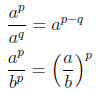 a^p / a^q = a^{p-q}
a^p / b^p = (a / b)^p